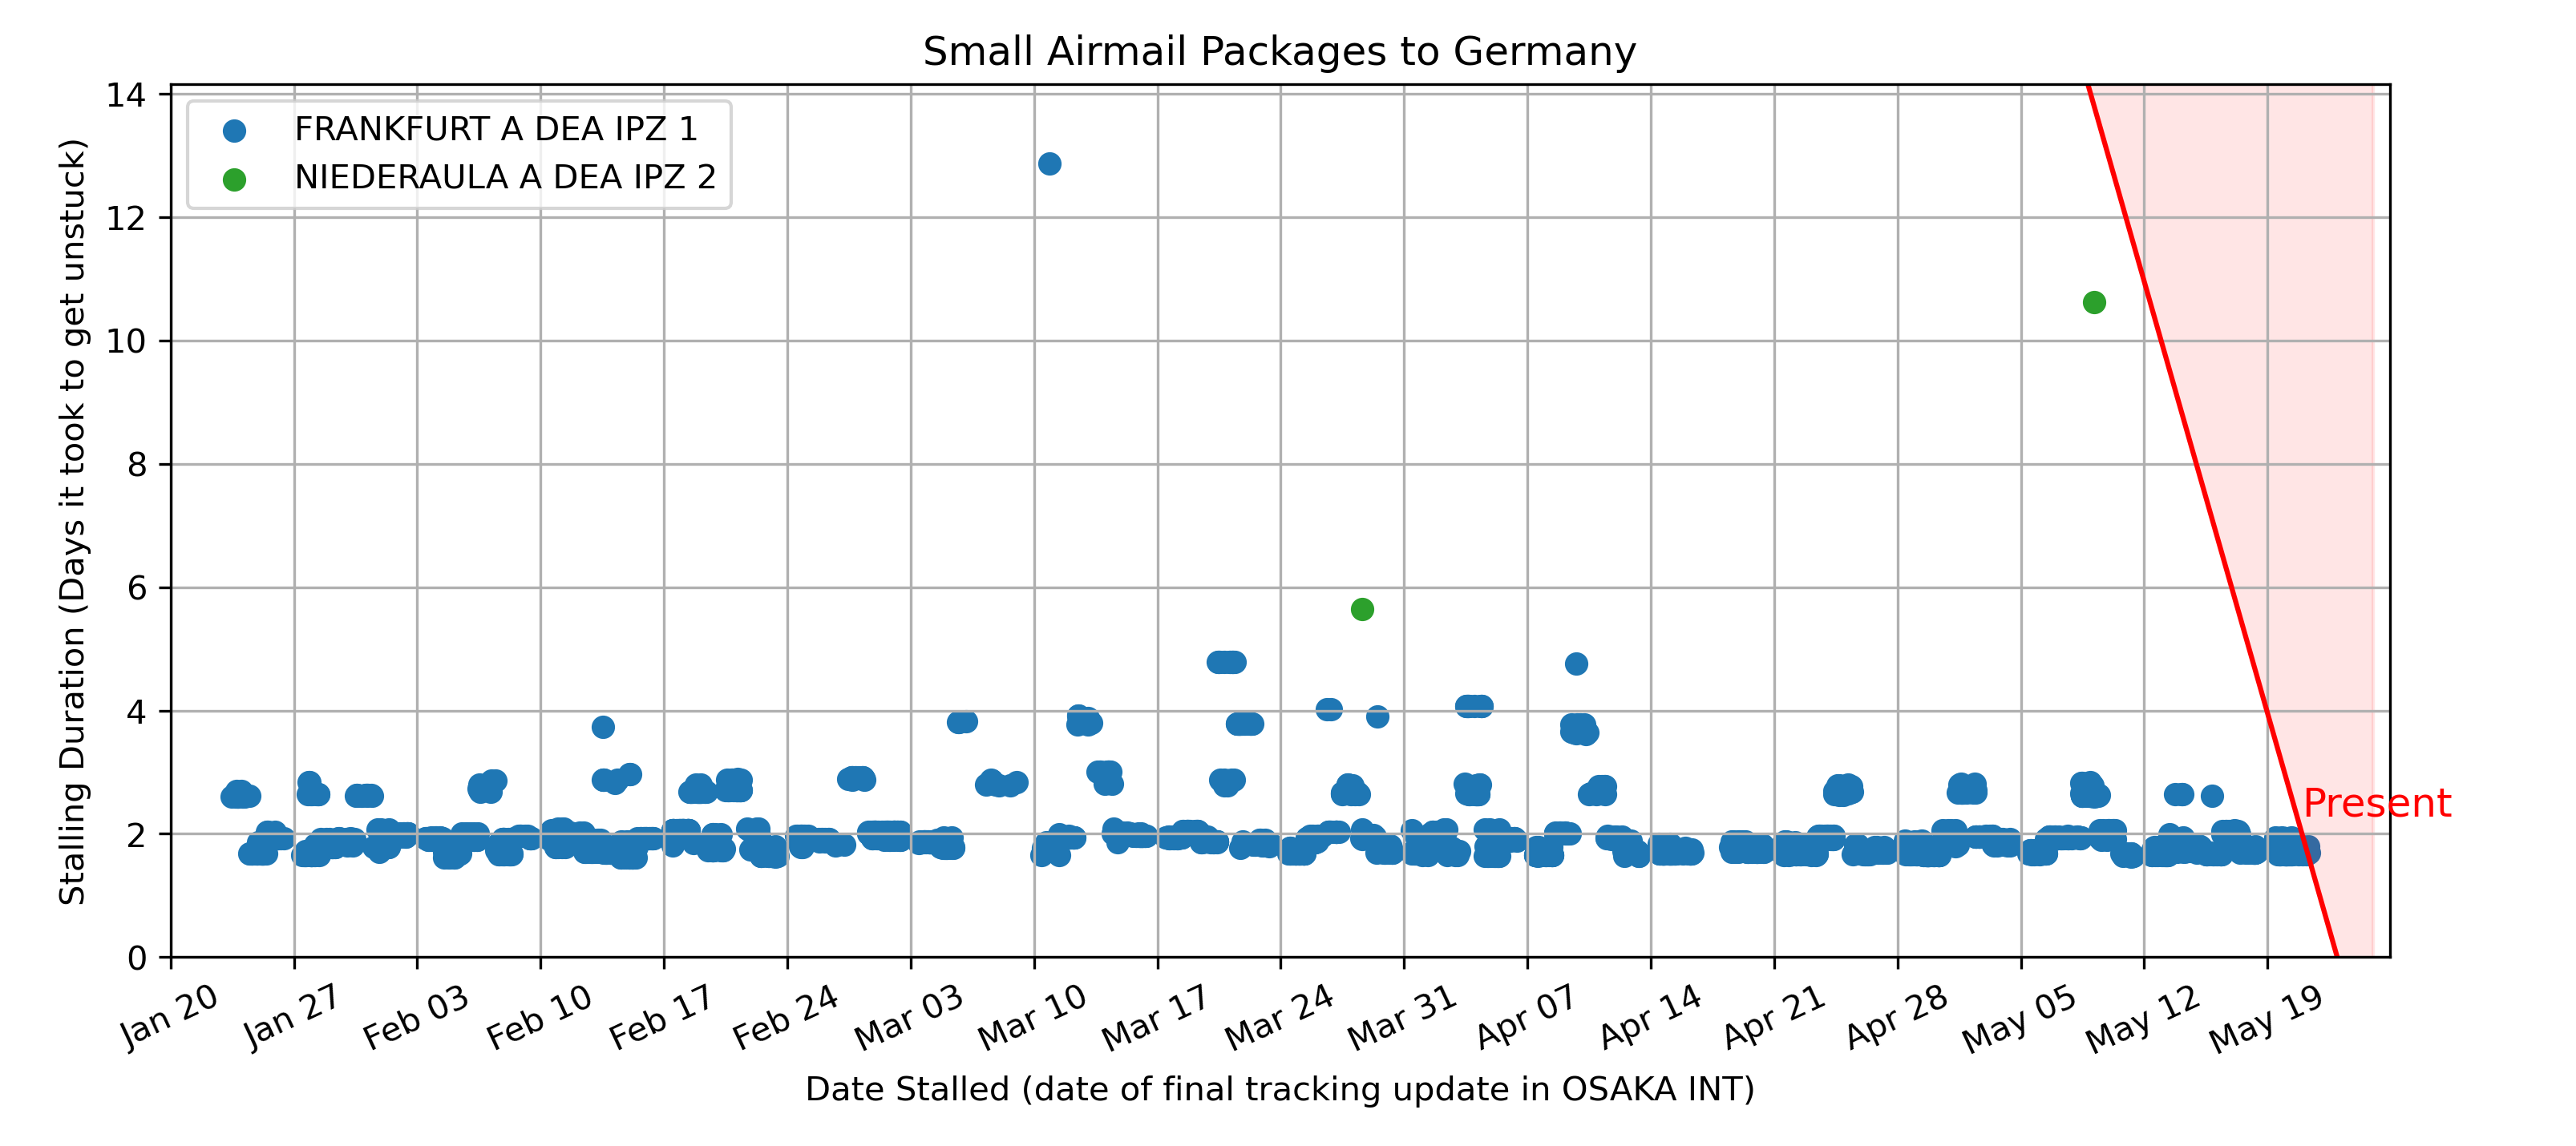 Small Airmail Packages to Germany
FRANKFURT A DEA IPZ 1
NIEDERAULA A DEA IPZ 2
Stalling Duration (Days it took to get unstuck)
14
12
10
8
6
4
2
0
Present
Jan 20
Jan 27
Feb 03
Feb 10
Feb 17
Feb 24
Mar 03
Mar 10
Mar 17
Mar 24
Mar 31
Apr 07
Apr 14
Apr 21
Apr 28
May 05
May 12
May 19
Date Stalled (date of final tracking update in OSAKA INT)